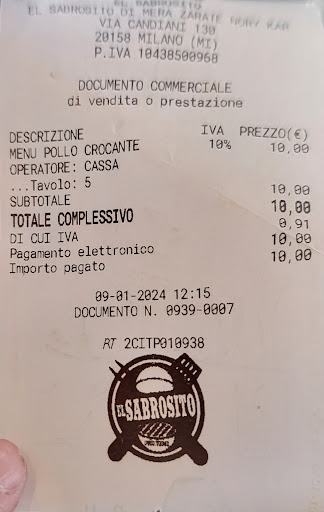 EL SABROSITO
EL SABROSITO DI MERA ZARATE NORY KAR
VIA CANDIANI 130
20158 MILANO (MI)
P.IVA 10438500968
DOCUMENTO COMMERCIALE
di vendita o prestazione
DESCRIZIONE IVA PREZZO(€)
MENU POLLO CROCANTE 10% 10,00
OPERATORE: CASSA
...Tavolo: 5
SUBTOTALE 10,00
TOTALE COMPLESSIVO 10,00
DI CUI IVA 0,91
Pagamento elettronico 10,00
Importo pagato 10,00
09-01-2024 12:15
DOCUMENTO N. 0939-0007
RT 2CITP010938
EL SABROSITO